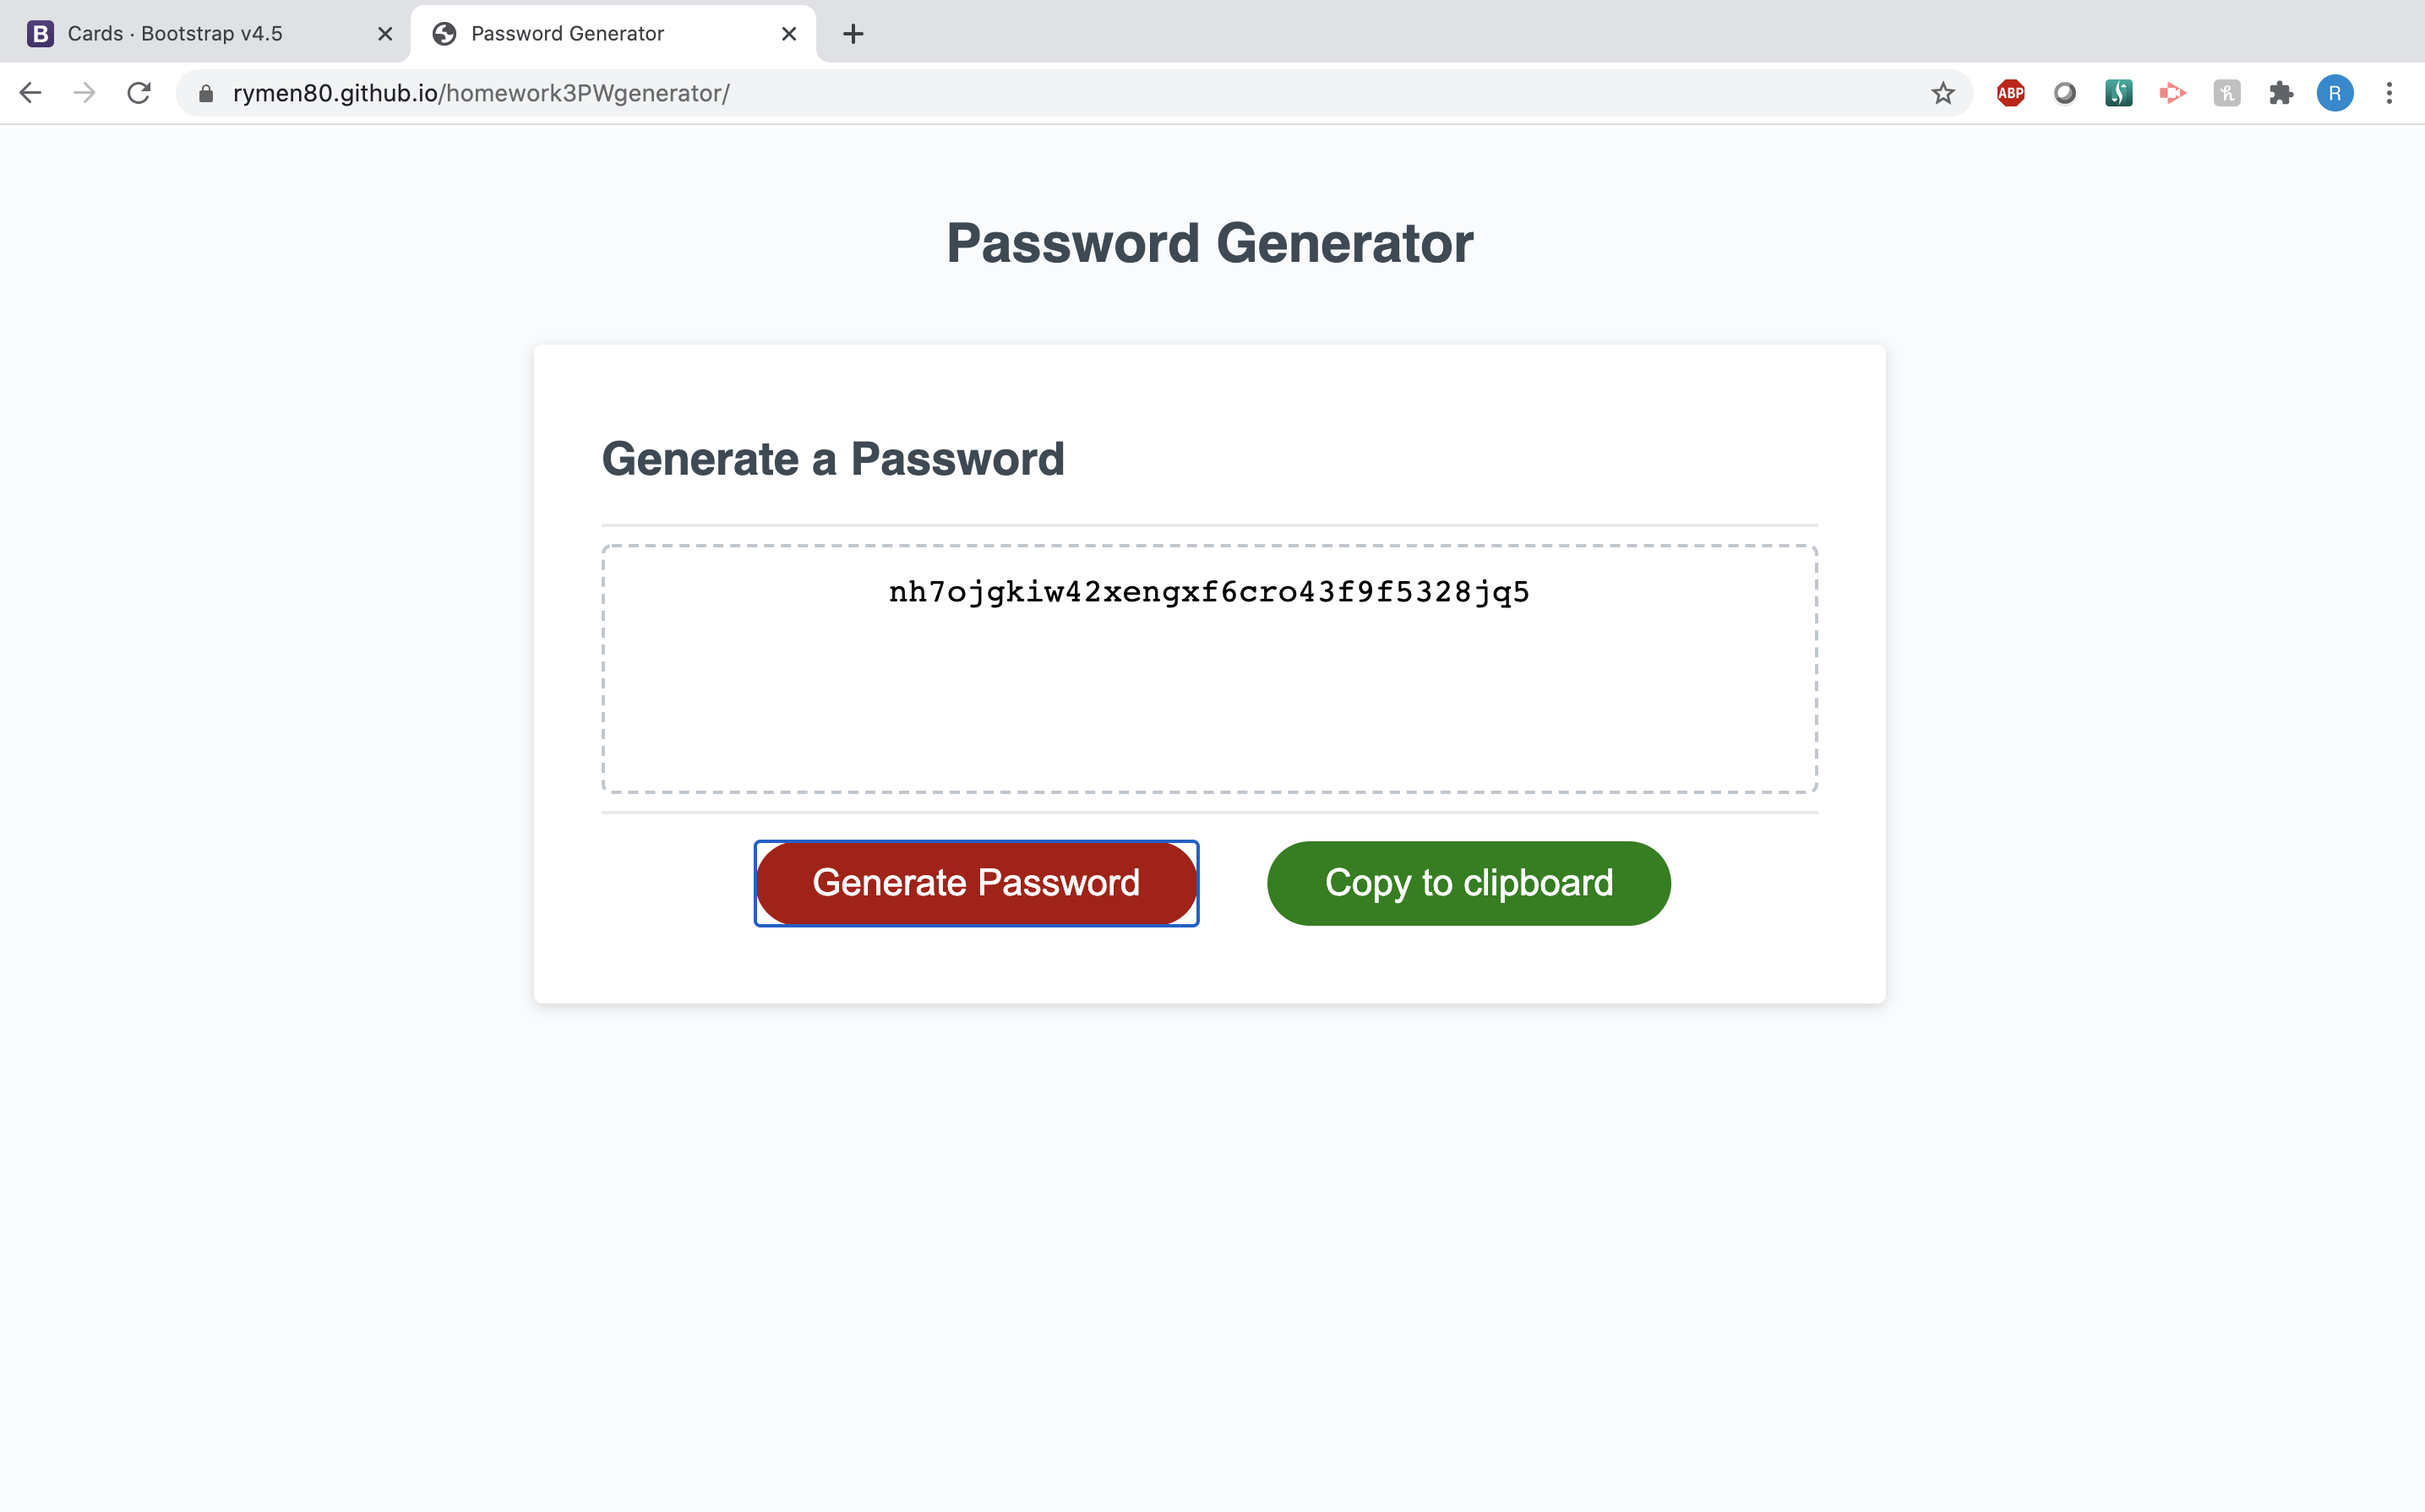 B Cards · Bootstrap v4.5
Password Generator
rymen80.github.io/homework3PWgenerator/
ABP
h
R
Password Generator
Generate a Password
nh7ojgkiw42xengxf6cro43f9f5328jq5
Generate Password
Copy to clipboard